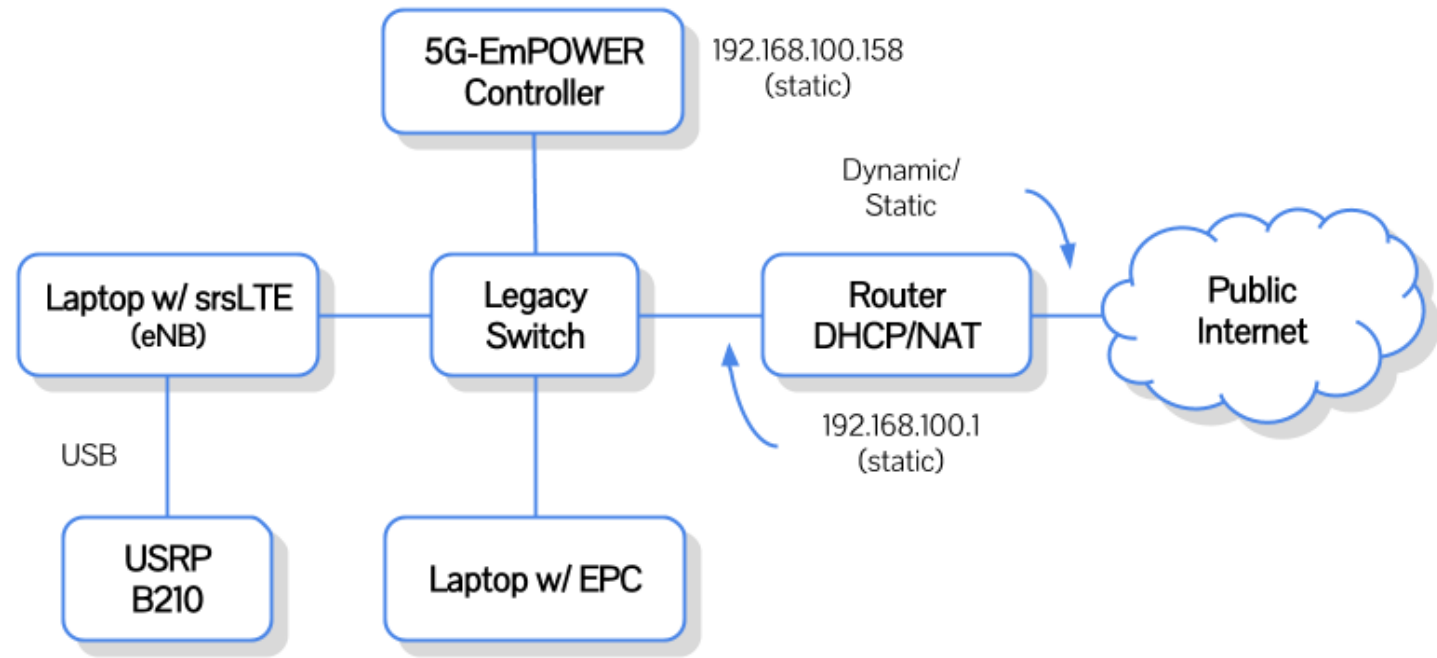 5G-EmPOWER
Controller
192.168.100.158
(static)
Dynamic/
Static
Laptop w/ srsLTE
(eNB)
Legacy
Switch
Router
DHCP/NAT
Public
Internet
192.168.100.1
(static)
USB
USRP
B210
Laptop w/ EPC